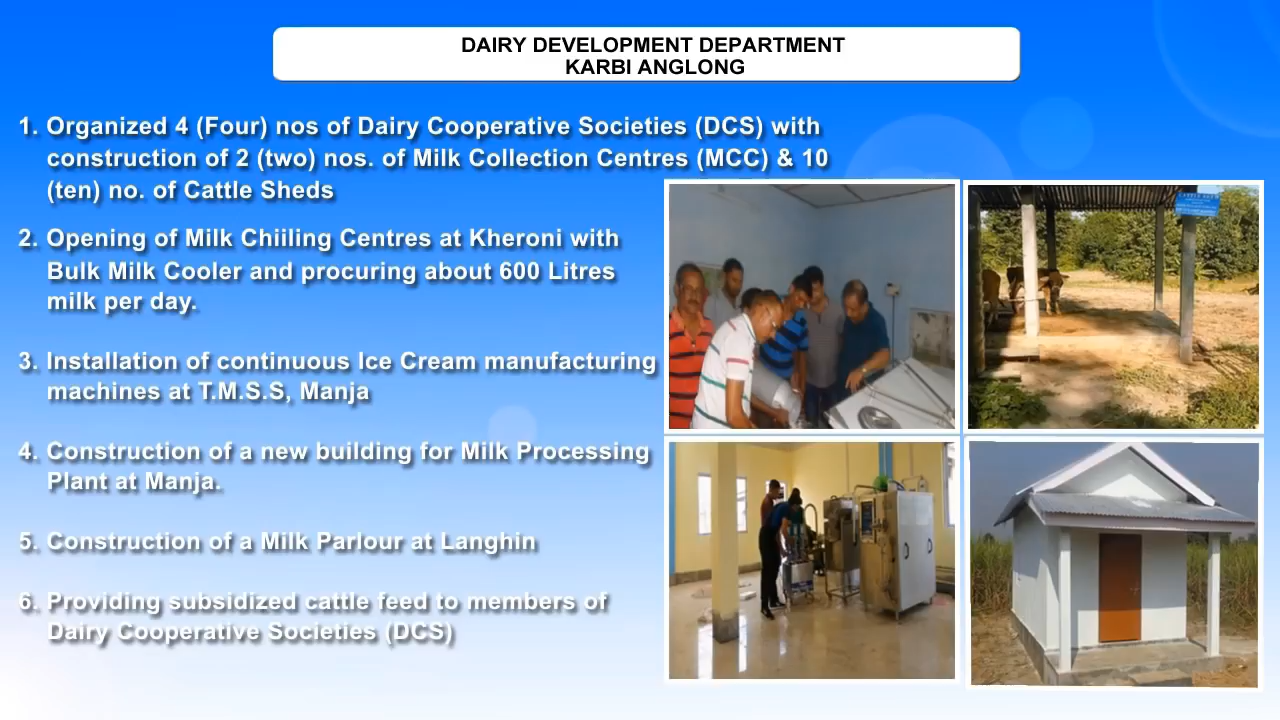 DAIRY DEVELOPMENT DEPARTMENT
KARBI ANGLONG
1. Organized 4 (Four) nos of Dairy Cooperative Societies (DCS) with
construction of 2 (two) nos. of Milk Collection Centres (MCC) & 10
(ten) no. of Cattle Sheds
2. Opening of Milk Chiiling Centres at Kheroni with
Bulk Milk Cooler and procuring about 600 Litres
milk per day.
3. Installation of continuous Ice Cream manufacturing
machines at T.M.S.S, Manja
4. Construction of a new building for Milk Processing
Plant at Manja.
5. Construction of a Milk Parlour at Langhin
6. Providing subsidized cattle feed to members of
Dairy Cooperative Societies (DCS)